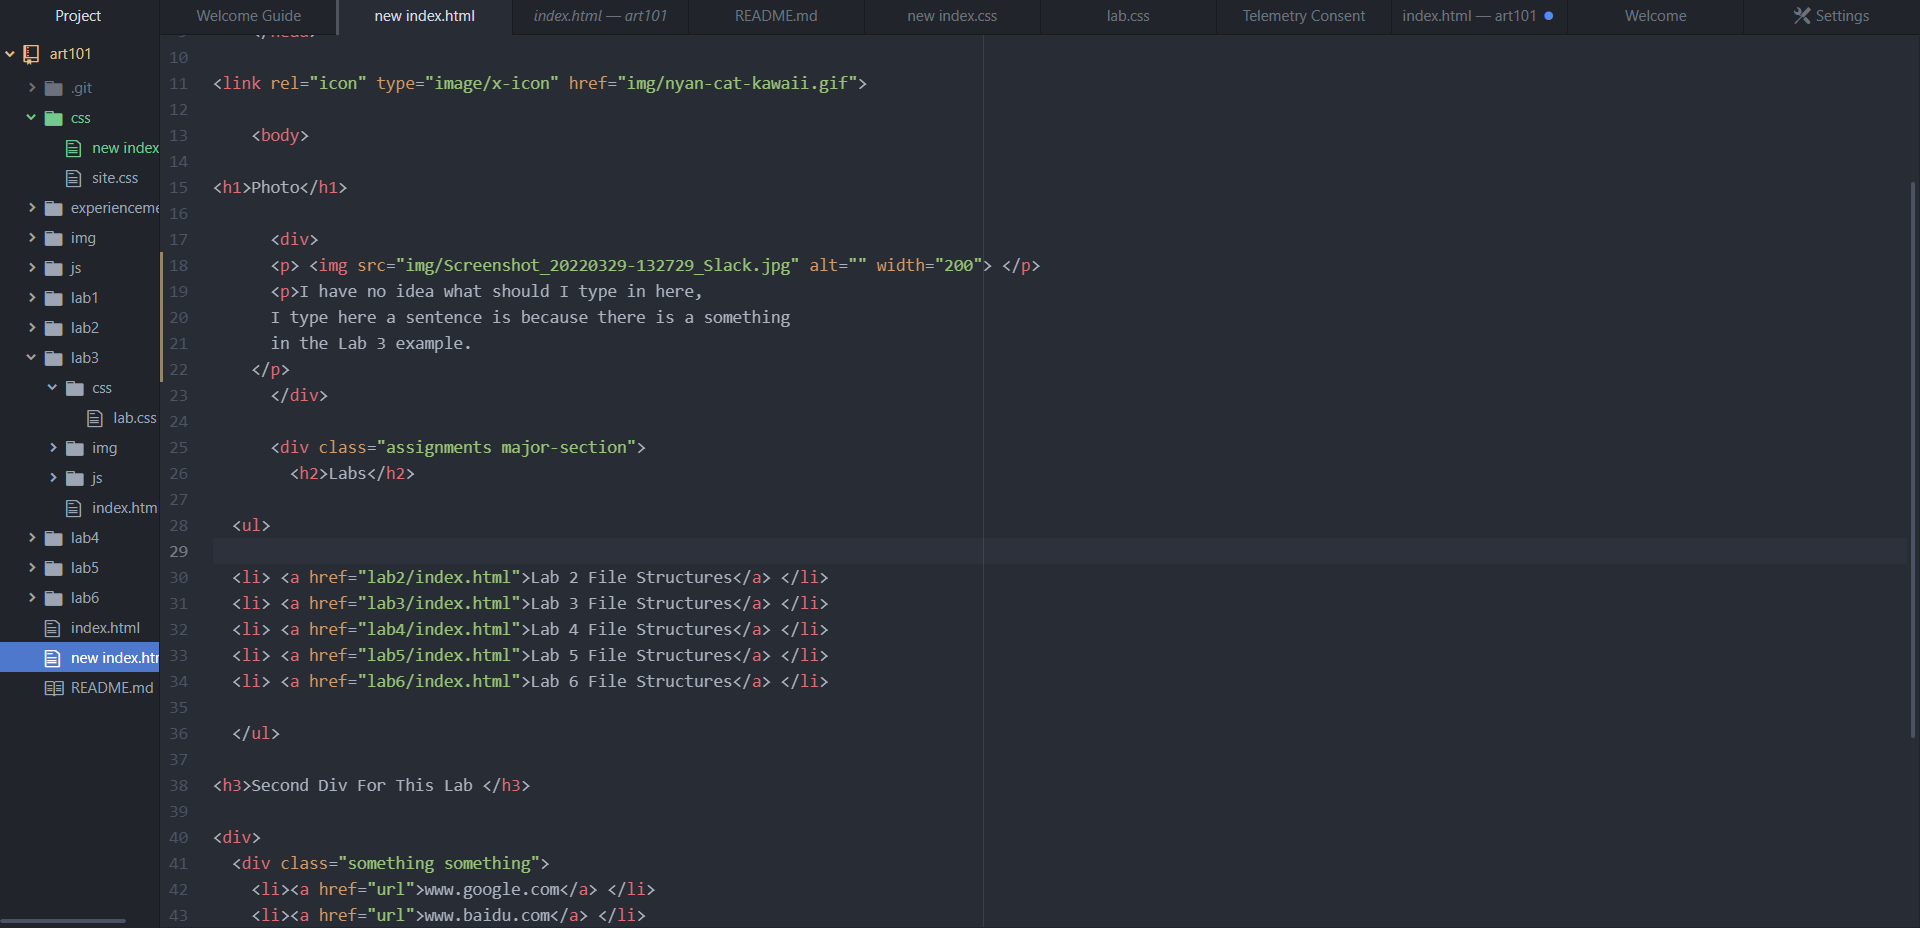 Project
Welcome Guide
new index.html
index.html — art101
README.md
new index.css
lab.css
Telemetry Consent
index.html — art101
Welcome
Settings
art101
.git
css
new index
site.css
experienceme
img
js
lab1
lab2
lab3
css
lab.css
img
js
index.htm
lab4
lab5
lab6
index.html
new index.htm
README.md
10
11 <link rel="icon" type="image/x-icon" href="img/nyan-cat-kawaii.gif">
12
13 <body>
14
15 <h1>Photo</h1>
16
17 <div>
18 <p> <img src="img/Screenshot_20220329-132729_Slack.jpg" alt="" width="200"> </p>
19 <p>I have no idea what should I type in here,
20 I type here a sentence is because there is a something
21 in the Lab 3 example.
22 </p>
23 </div>
24
25 <div class="assignments major-section">
26 <h2>Labs</h2>
27
28 <ul>
29
30 <li> <a href="lab2/index.html">Lab 2 File Structures</a> </li>
31 <li> <a href="lab3/index.html">Lab 3 File Structures</a> </li>
32 <li> <a href="lab4/index.html">Lab 4 File Structures</a> </li>
33 <li> <a href="lab5/index.html">Lab 5 File Structures</a> </li>
34 <li> <a href="lab6/index.html">Lab 6 File Structures</a> </li>
35
36 </ul>
37
38 <h3>Second Div For This Lab </h3>
39
40 <div>
41 <div class="something something">
42 <li><a href="url">www.google.com</a> </li>
43 <li><a href="url">www.baidu.com</a> </li>